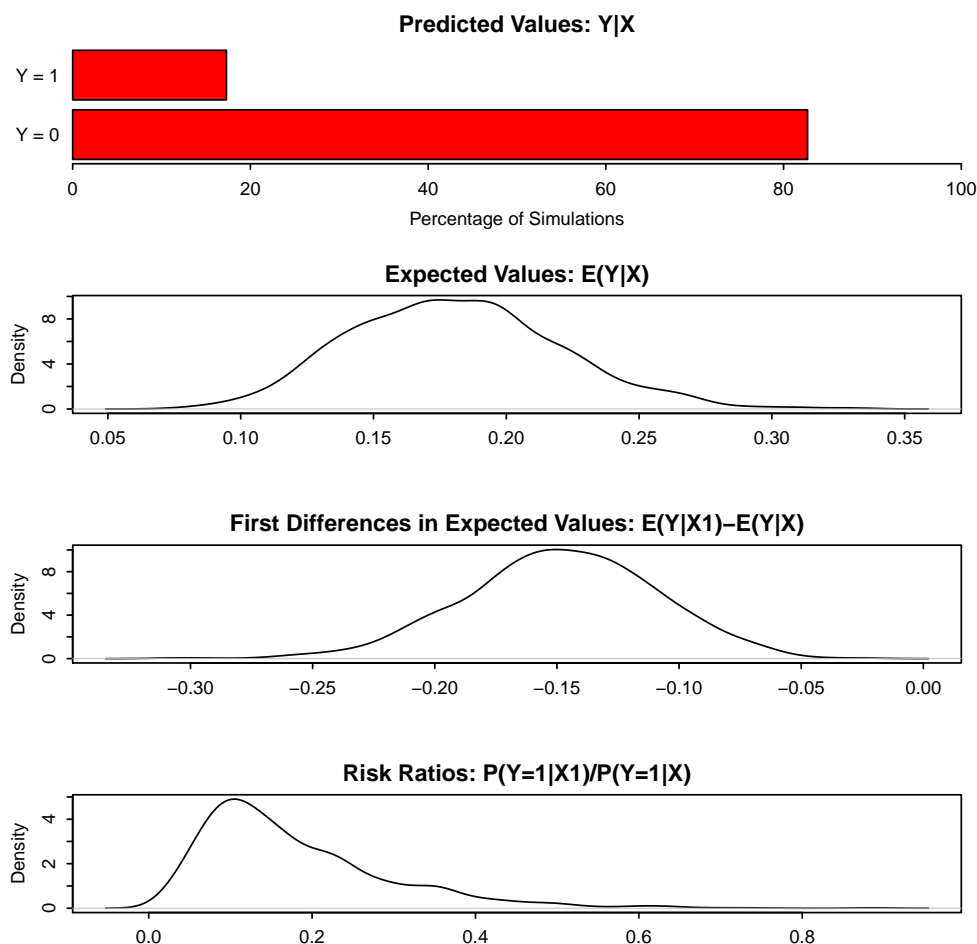 Predicted Values: Y|X
Y = 1
Y = 0
0 20 40 60 80 100
Percentage of Simulations
Expected Values: E(Y|X)
Density
0 4 8
0.05 0.10 0.15 0.20 0.25 0.30 0.35
First Differences in Expected Values: E(Y|X1)−E(Y|X)
Density
0 4 8
−0.30 −0.25 −0.20 −0.15 −0.10 −0.05 0.00
Risk Ratios: P(Y=1|X1)/P(Y=1|X)
Density
0 2 4
0.0 0.2 0.4 0.6 0.8